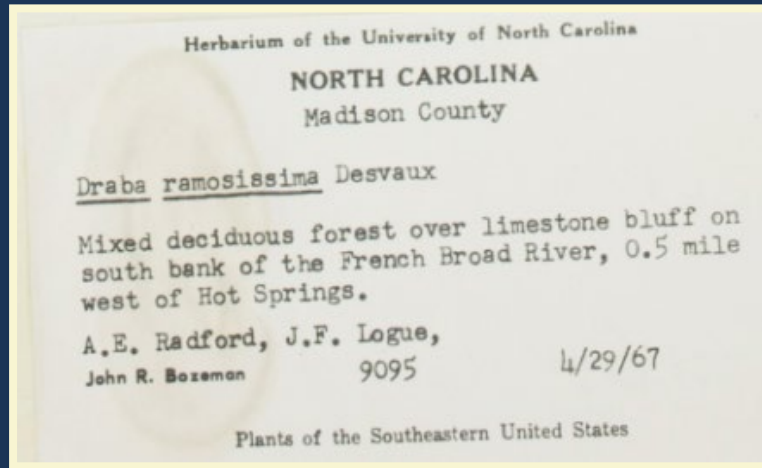 Herbarium of the University of North Carolina
NORTH CAROLINA
Madison County
Draba ramosissima Desvaux
Mixed deciduous forest over limestone bluff on
south bank of the French Broad River, 0.5 mile
west of Hot Springs.
A.E. Radford, J.F. Logue,
John R. Bozeman 9095 4/29/67
Plants of the Southeastern United States